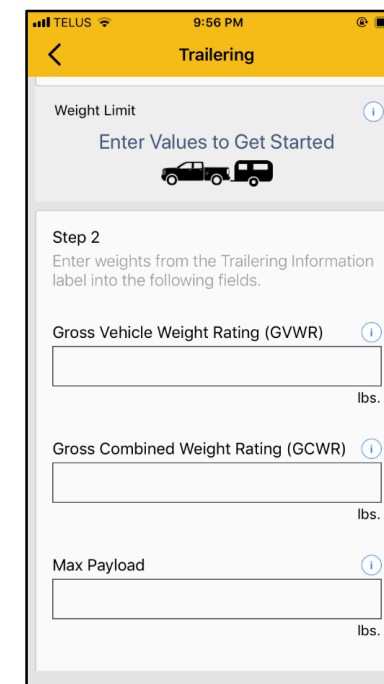 TELUS 9:56 PM
Trailering
Weight Limit i
Enter Values to Get Started
Step 2
Enter weights from the Trailering Information
label into the following fields.
Gross Vehicle Weight Rating (GVWR) i
lbs.
Gross Combined Weight Rating (GCWR) i
lbs.
Max Payload i
lbs.